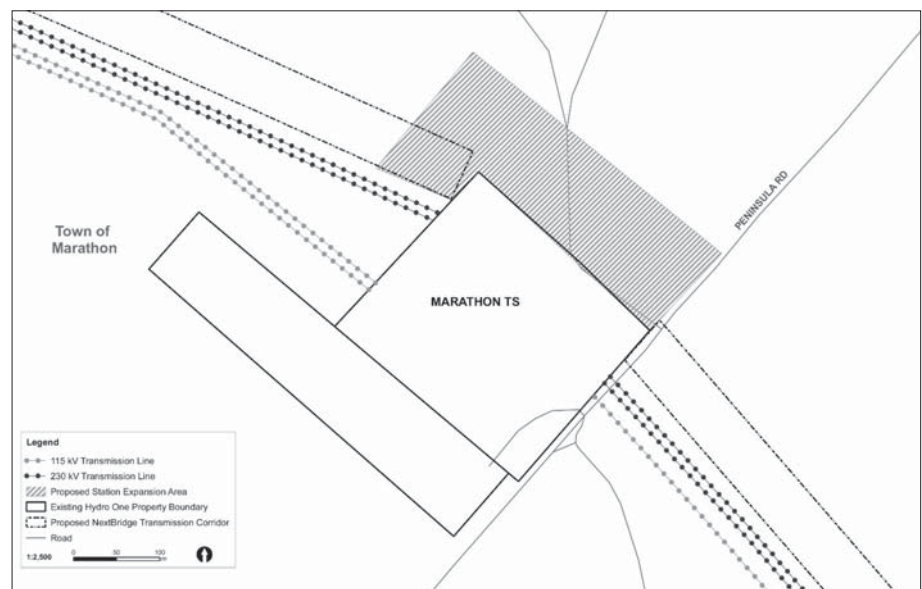 PENINSULA RD
Town of
Marathon
MARATHON TS
Legend
115 kV Transmission Line
230 kV Transmission Line
Proposed Station Expansion Area
Existing Hydro One Property Boundary
Proposed NextBridge Transmission Corridor
Road
1:2,500
0 50 100
m